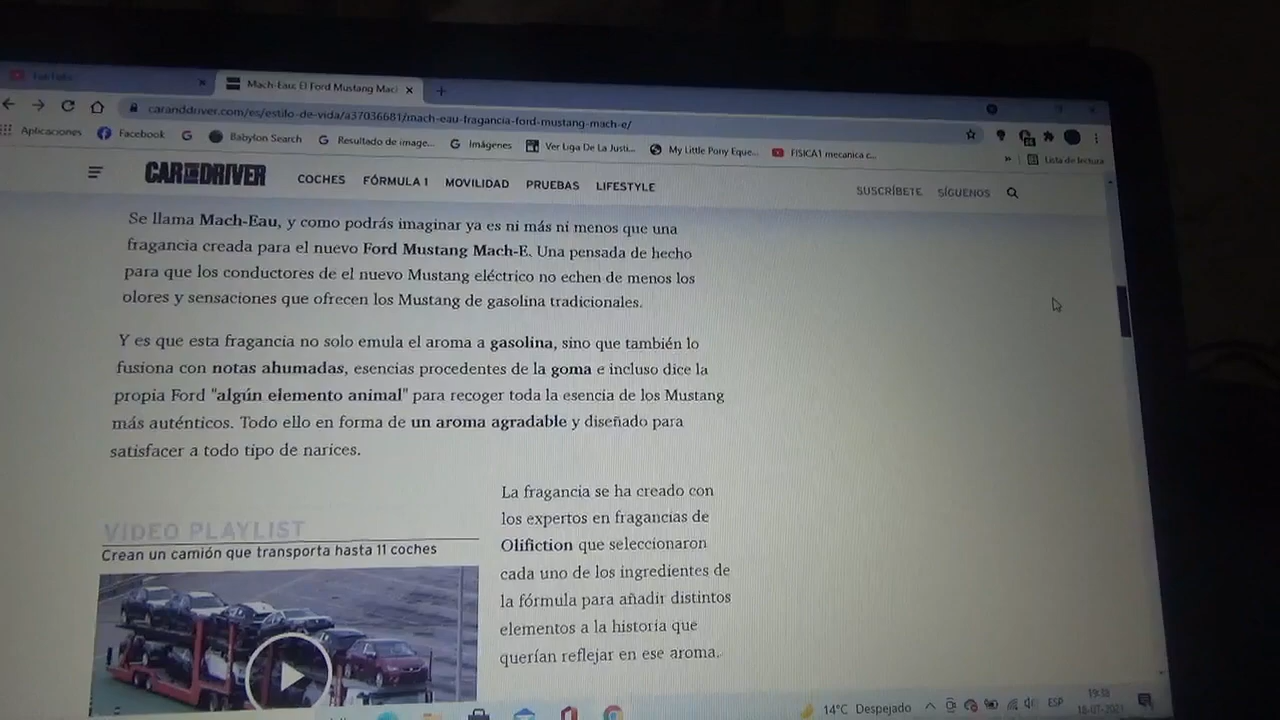 Mach-Eau: El Ford Mustang Mac
caranddriver.com/es/estilo-de-vida/a37036681/mach-eau-fragancia-ford-mustang-mach-e/
Aplicaciones Facebook Babylon Search Resultado de image... Imágenes Ver Liga De La Justi... My Little Pony Eque... FISICA1 mecanica c...
» Lista de lectura
CAR AND DRIVER COCHES FÓRMULA 1 MOVILIDAD PRUEBAS LIFESTYLE SUSCRÍBETE SÍGUENOS
Se llama Mach-Eau, y como podrás imaginar ya es ni más ni menos que una
fragancia creada para el nuevo Ford Mustang Mach-E. Una pensada de hecho
para que los conductores de el nuevo Mustang eléctrico no echen de menos los
olores y sensaciones que ofrecen los Mustang de gasolina tradicionales.
Y es que esta fragancia no solo emula el aroma a gasolina, sino que también lo
fusiona con notas ahumadas, esencias procedentes de la goma e incluso dice la
propia Ford "algún elemento animal" para recoger toda la esencia de los Mustang
más auténticos. Todo ello en forma de un aroma agradable y diseñado para
satisfacer a todo tipo de narices.
VIDEO PLAYLIST
Crean un camión que transporta hasta 11 coches
La fragancia se ha creado con
los expertos en fragancias de
Olifiction que seleccionaron
cada uno de los ingredientes de
la fórmula para añadir distintos
elementos a la historia que
querían reflejar en ese aroma.
14°C Despejado ESP
19:38
18-07-2021